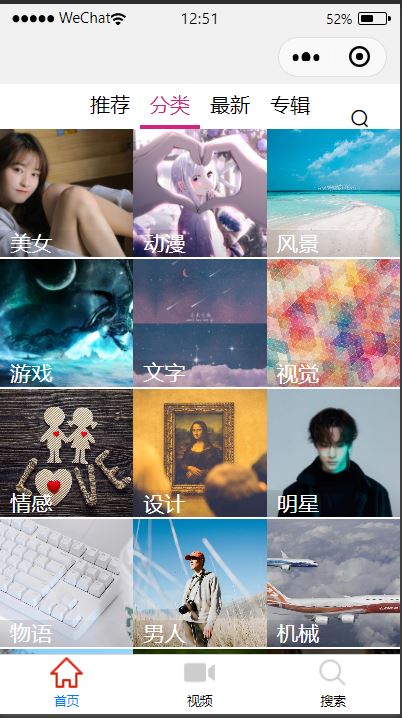 WeChat 12:51 52%
推荐 分类 最新 专辑
美女 动漫 风景
游戏 文字 视觉
LOVE
情感 设计 明星
物语 男人 机械
首页 视频 搜索